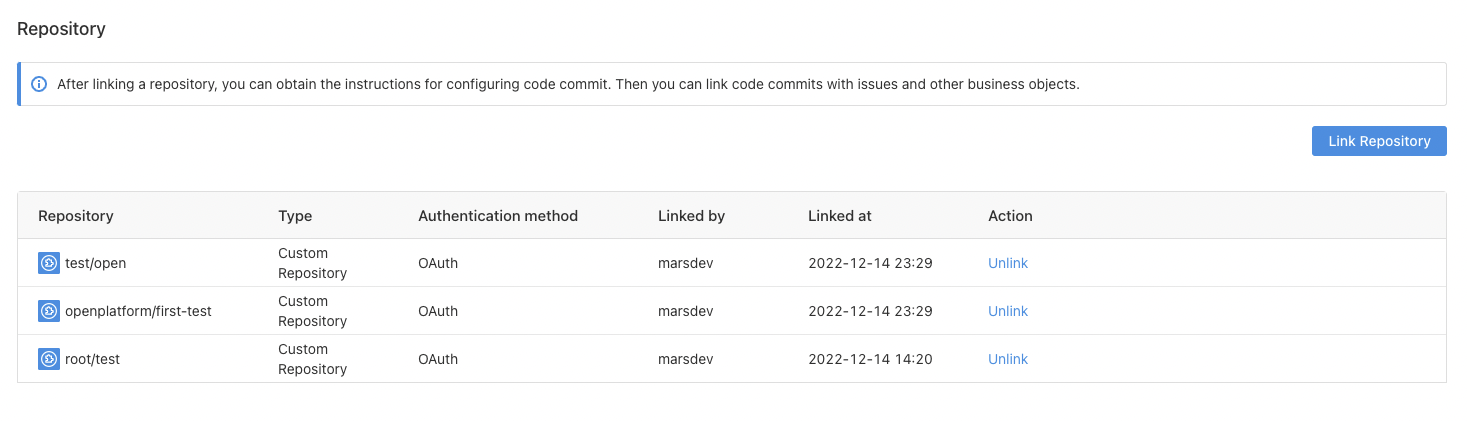 Repository
After linking a repository, you can obtain the instructions for configuring code commit. Then you can link code commits with issues and other business objects.
Link Repository
Repository Type Authentication method Linked by Linked at Action
test/open Custom Repository OAuth marsdev 2022-12-14 23:29 Unlink
openplatform/first-test Custom Repository OAuth marsdev 2022-12-14 23:29 Unlink
root/test Custom Repository OAuth marsdev 2022-12-14 14:20 Unlink